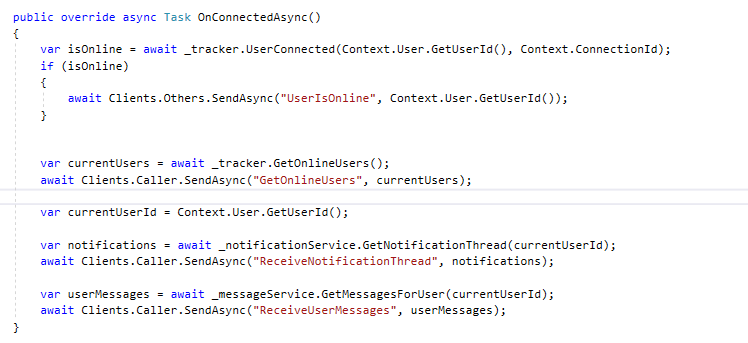 public override async Task OnConnectedAsync()
{
    var isOnline = await _tracker.UserConnected(Context.User.GetUserId(), Context.ConnectionId);
    if (isOnline)
    {
        await Clients.Others.SendAsync("UserIsOnline", Context.User.GetUserId());
    }
    var currentUsers = await _tracker.GetOnlineUsers();
    await Clients.Caller.SendAsync("GetOnlineUsers", currentUsers);
    var currentUserId = Context.User.GetUserId();
    var notifications = await _notificationService.GetNotificationThread(currentUserId);
    await Clients.Caller.SendAsync("ReceiveNotificationThread", notifications);
    var userMessages = await _messageService.GetMessagesForUser(currentUserId);
    await Clients.Caller.SendAsync("ReceiveUserMessages", userMessages);
}